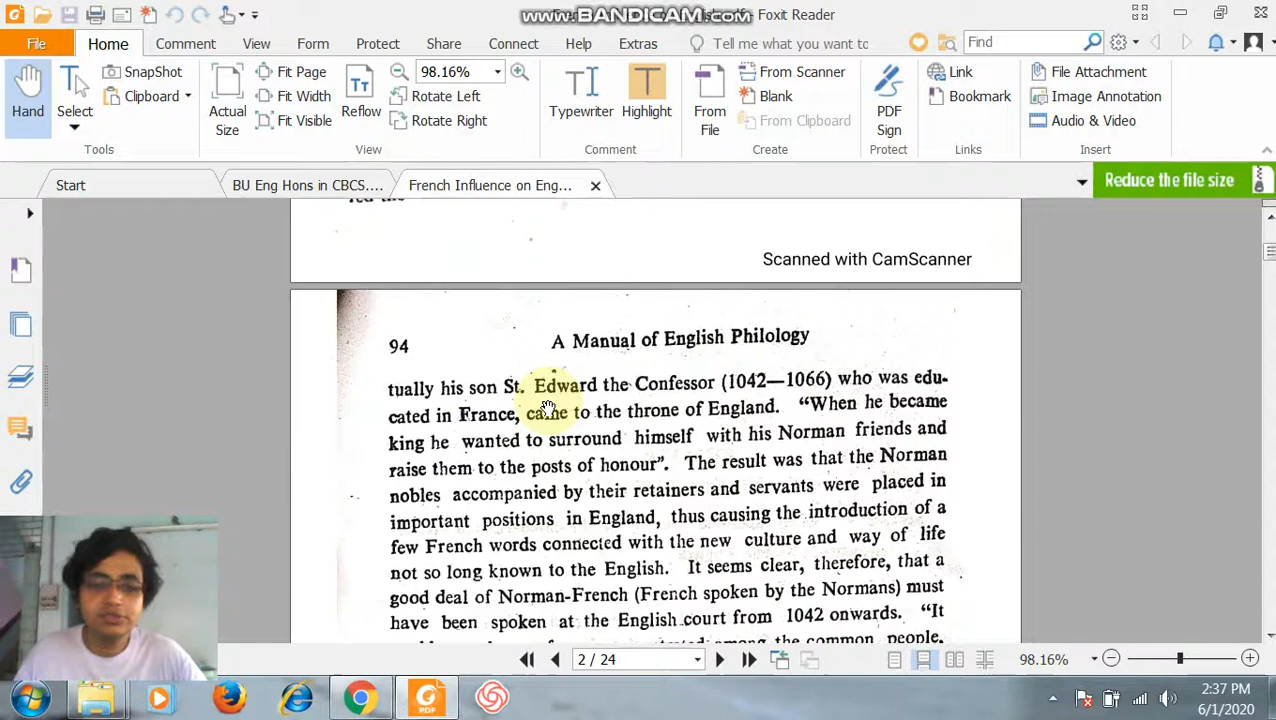 www.BANDICAM.com
Foxit Reader
File
Home
Comment
View
Form
Protect
Share
Connect
Help
Extras
Tell me what you want to
Find
Hand
Select
SnapShot
Clipboard
Actual
Size
Fit Page
Fit Width
Fit Visible
Reflow
98.16%
Rotate Left
Rotate Right
Typewriter
Highlight
From
File
From Scanner
Blank
From Clipboard
PDF
Sign
Link
Bookmark
File Attachment
Image Annotation
Audio & Video
Tools
View
Comment
Create
Protect
Links
Insert
Start
BU Eng Hons in CBCS....
French Influence on Eng...
Reduce the file size
Scanned with CamScanner
94
A Manual of English Philology
tually his son St. Edward the Confessor (1042—1066) who was edu-
cated in France, came to the throne of England. “When he became
king he wanted to surround himself with his Norman friends and
raise them to the posts of honour”. The result was that the Norman
nobles accompanied by their retainers and servants were placed in
important positions in England, thus causing the introduction of a
few French words connected with the new culture and way of life
not so long known to the English. It seems clear, therefore, that a
good deal of Norman-French (French spoken by the Normans) must
have been spoken at the English court from 1042 onwards. “It
among the common people,
2 / 24
98.16%
PDF
2:37 PM
6/1/2020